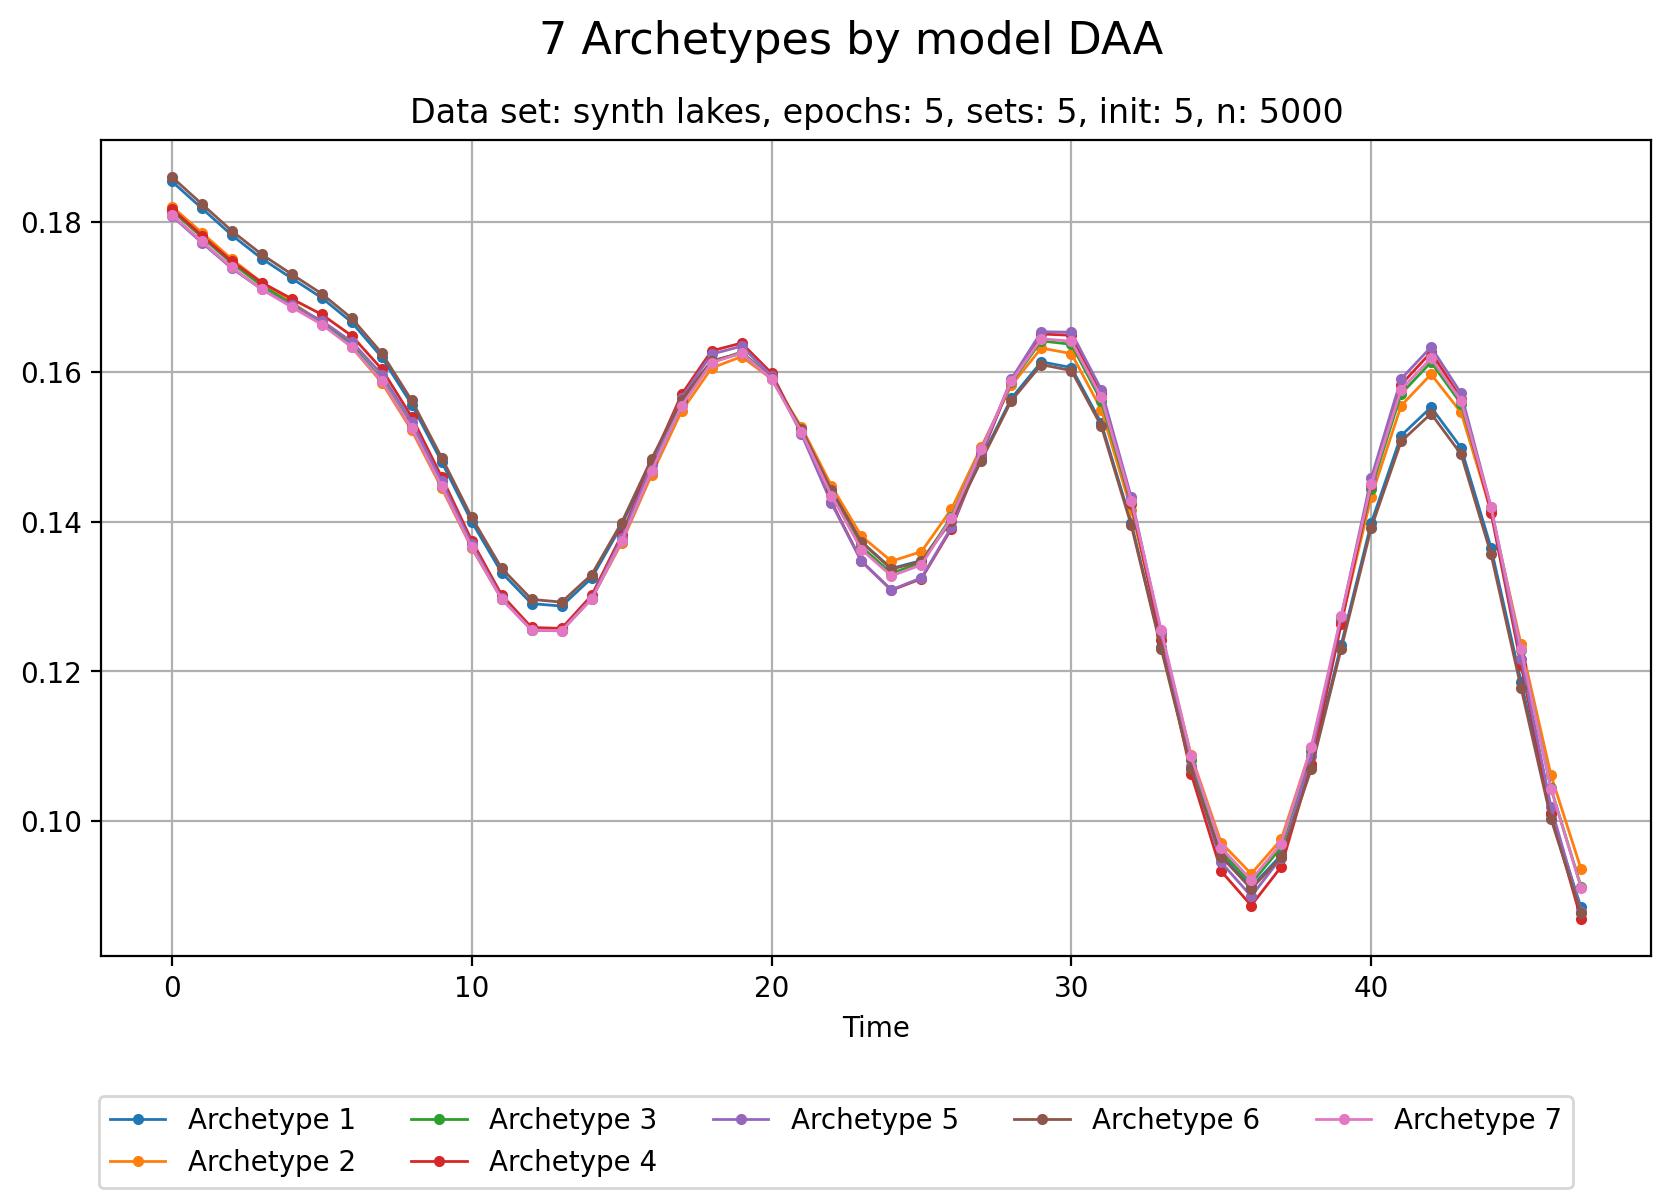 7 Archetypes by model DAA
Data set: synth lakes, epochs: 5, sets: 5, init: 5, n: 5000
0.18
0.16
0.14
0.12
0.10
0 10 20 30 40
Time
Archetype 1 Archetype 3 Archetype 5 Archetype 6 Archetype 7
Archetype 2 Archetype 4